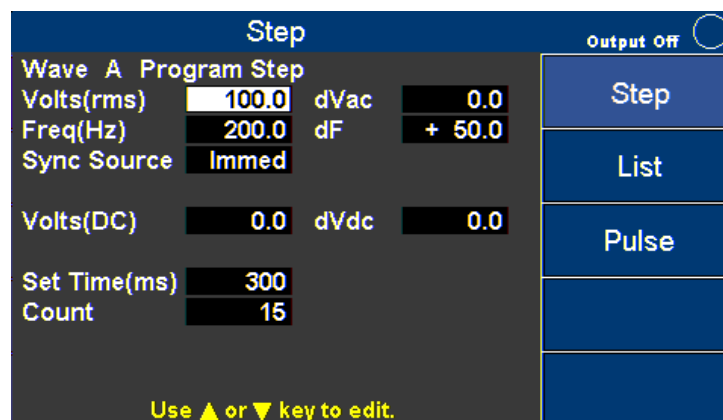 Step
Output Off
Wave A Program Step
Volts(rms) 100.0 dVac 0.0
Freq(Hz) 200.0 dF + 50.0
Sync Source Immed
Volts(DC) 0.0 dVdc 0.0
Set Time(ms) 300
Count 15
Use ▲ or ▼ key to edit.
Step
List
Pulse